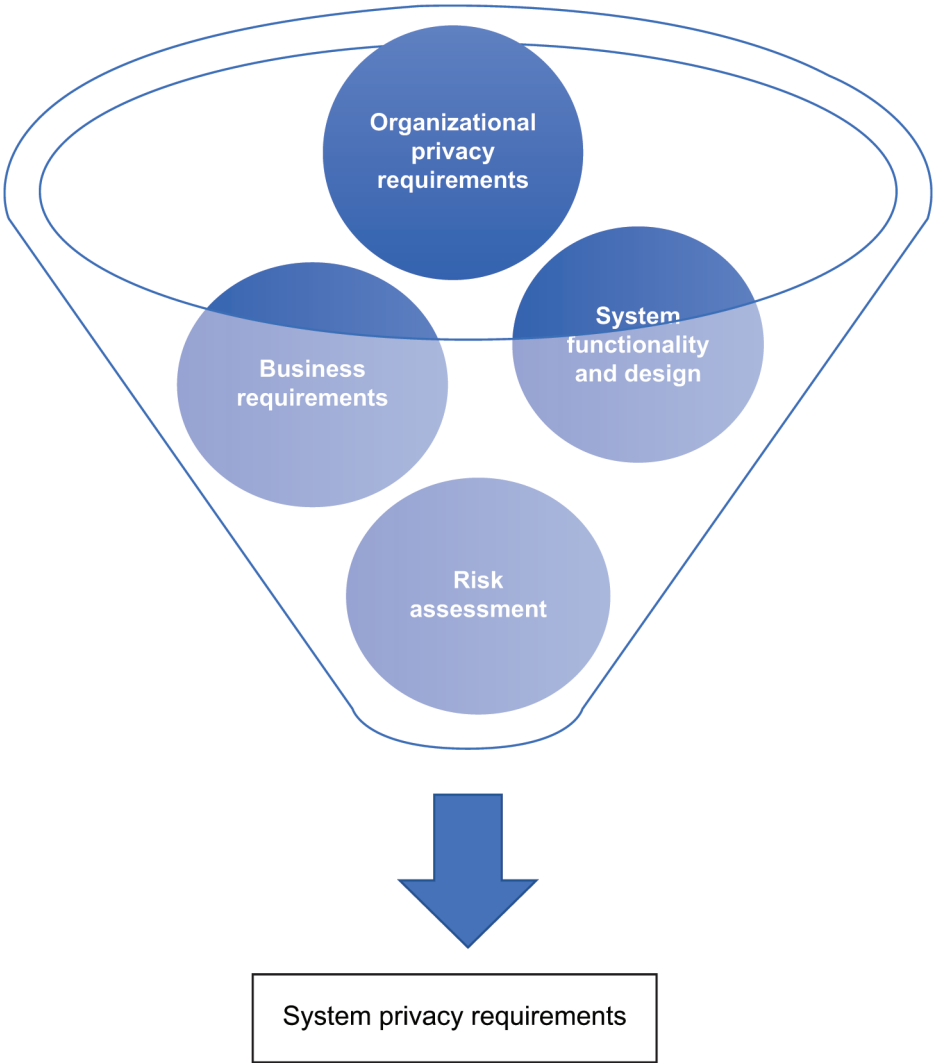 Organizational
privacy
requirements
System
functionality
and design
Business
requirements
Risk
assessment
System privacy requirements